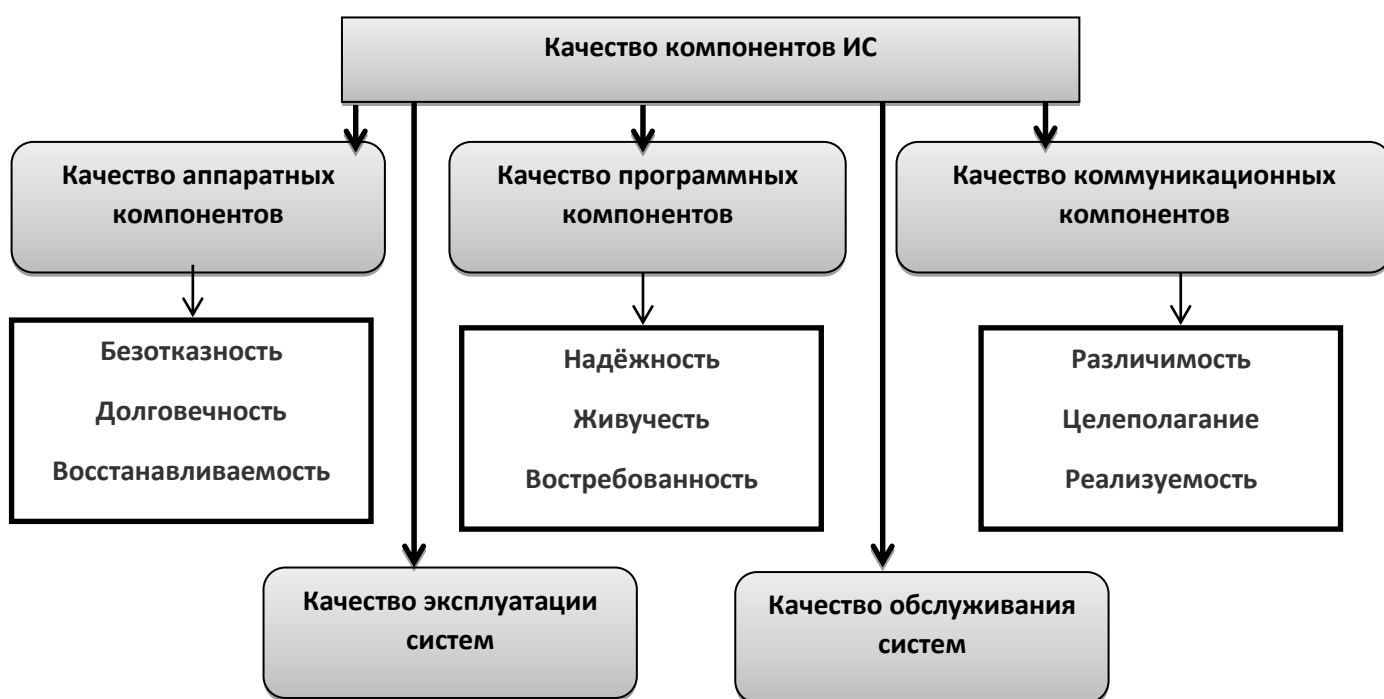 Качество компонентов ИС
Качество аппаратных
компонентов
Качество программных
компонентов
Качество коммуникационных
компонентов
Безотказность
Долговечность
Восстанавливаемость
Надёжность
Живучесть
Востребованность
Различимость
Целеполагание
Реализуемость
Качество эксплуатации
систем
Качество обслуживания
систем